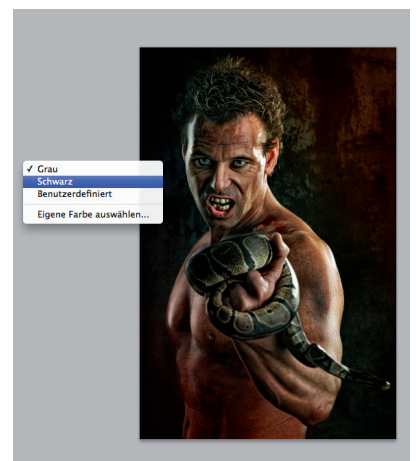 ✓ Grau
Schwarz
Benutzerdefiniert
Eigene Farbe auswählen...